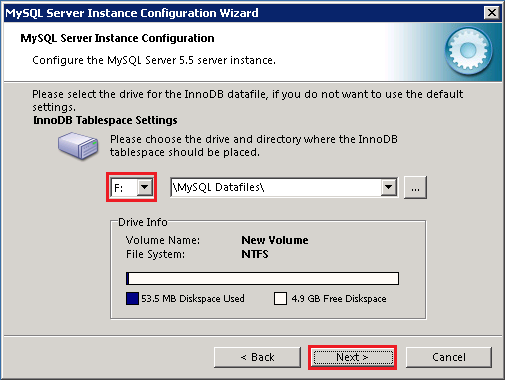 MySQL Server Instance Configuration Wizard
MySQL Server Instance Configuration
Configure the MySQL Server 5.5 server instance.
Please select the drive for the InnoDB datafile, if you do not want to use the default
settings.
InnoDB Tablespace Settings
Please choose the drive and directory where the InnoDB
tablespace should be placed.
F: \MySQL Datafiles\ ...
Drive Info
Volume Name: New Volume
File System: NTFS
53.5 MB Diskspace Used 4.9 GB Free Diskspace
< Back Next > Cancel